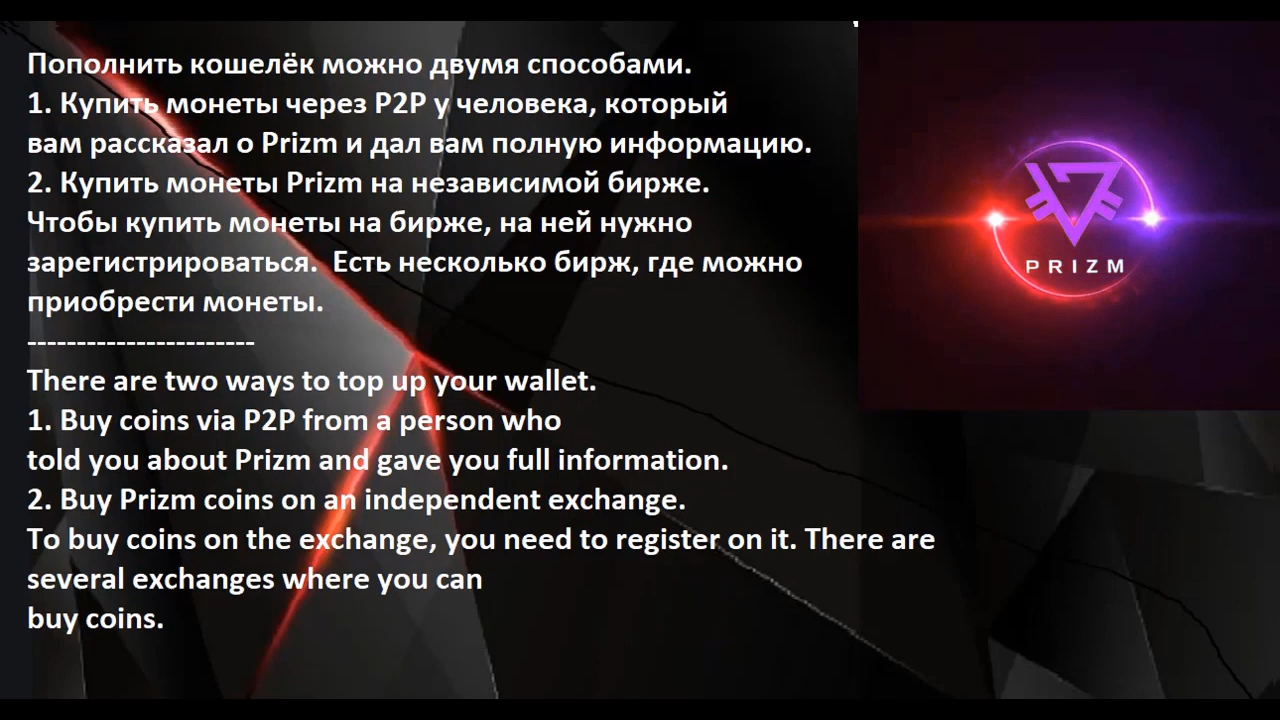 Пополнить кошелёк можно двумя способами.
1. Купить монеты через P2P у человека, который
вам рассказал о Prizm и дал вам полную информацию.
2. Купить монеты Prizm на независимой бирже.
Чтобы купить монеты на бирже, на ней нужно
зарегистрироваться.  Есть несколько бирж, где можно
приобрести монеты.
-----------------------
There are two ways to top up your wallet.
1. Buy coins via P2P from a person who
told you about Prizm and gave you full information.
2. Buy Prizm coins on an independent exchange.
To buy coins on the exchange, you need to register on it. There are
several exchanges where you can
buy coins.
PRIZM